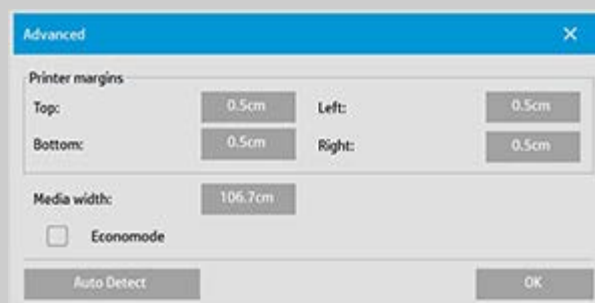 Advanced
Printer margins
Top: 0.5cm Left: 0.5cm
Bottom: 0.5cm Right: 0.5cm
Media width: 106.7cm
Economode
Auto Detect OK